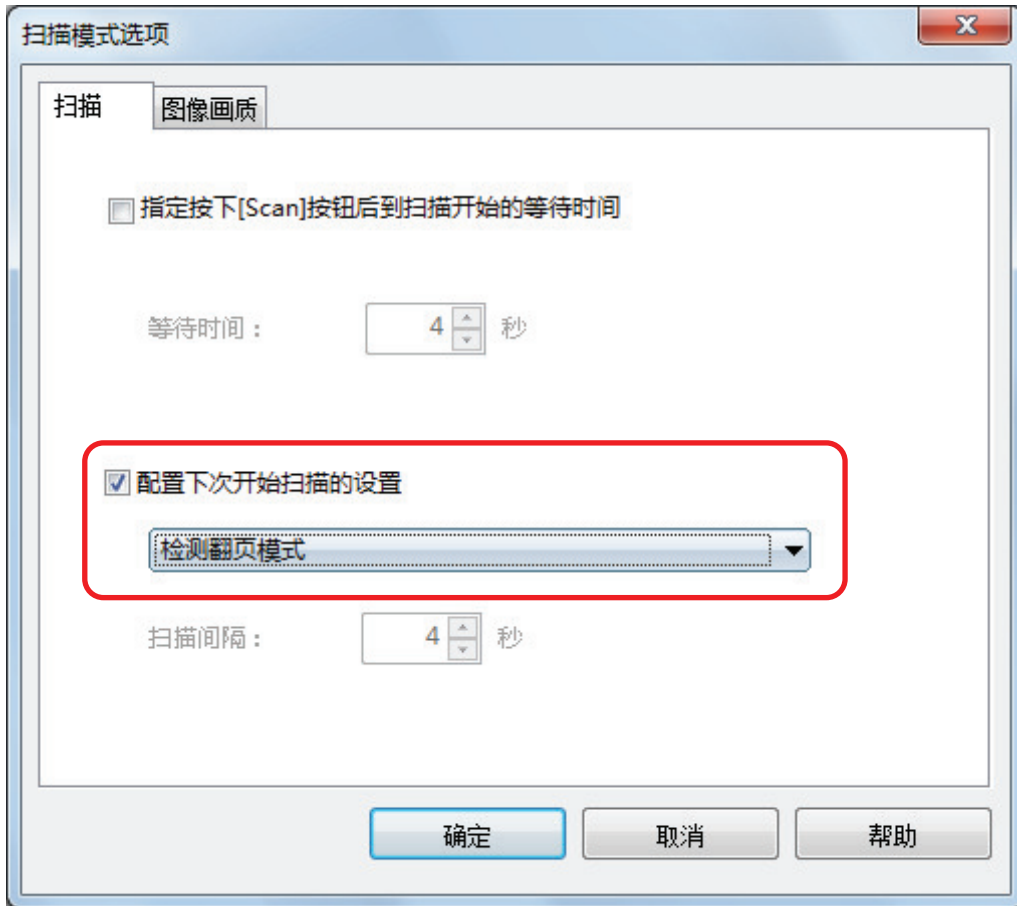 扫描模式选项
扫描
图像画质
指定按下[Scan]按钮后到扫描开始的等待时间
等待时间： 4 秒
配置下次开始扫描的设置
检测翻页模式
扫描间隔： 4 秒
确定 取消 帮助